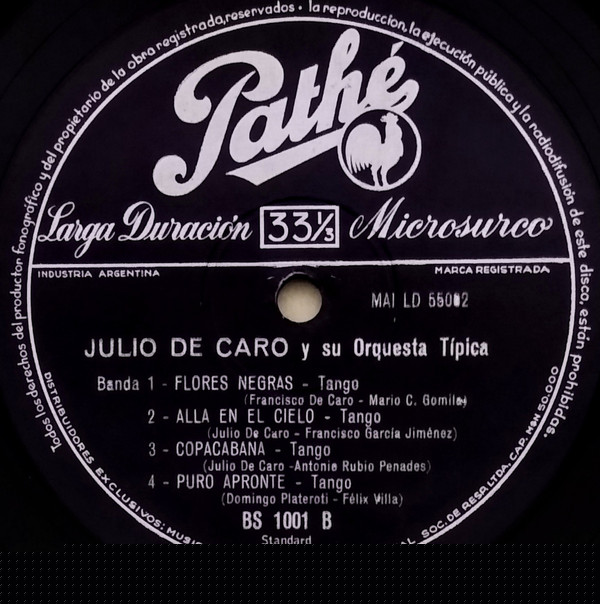 Todos los derechos del productor fonográfico y del propietario de la obra registrada, reservados · la reproduccion, la ejecución pública y la radiodifusión de este disco, están prohibidas.
Pathé
Larga Duración 33⅓ Microsurco
INDUSTRIA ARGENTINA
MARCA REGISTRADA
MAI LD 55002
JULIO DE CARO y su Orquesta Típica
Banda 1 - FLORES NEGRAS - Tango
(Francisco De Caro - Mario C. Gomila)
2 - ALLA EN EL CIELO - Tango
(Julio De Caro - Francisco García Jiménez)
3 - COPACABANA - Tango
(Julio De Caro - Antonio Rubio Penades)
4 - PURO APRONTE - Tango
(Domingo Plateroti - Félix Villa)
BS 1001 B
Standard
DISTRIBUIDORES EXCLUSIVOS:
SOC. DE RESP. LTDA. CAP. M$N 50.000